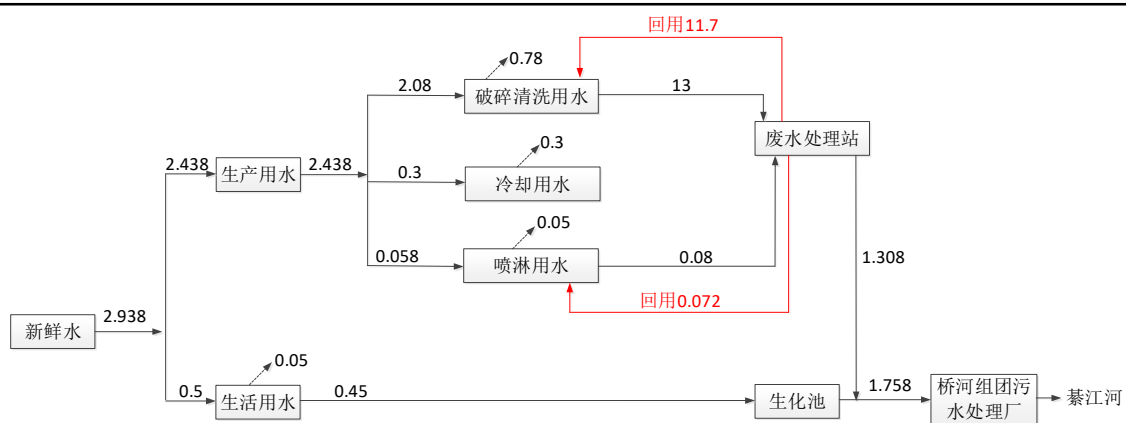 回用11.7
0.78
2.08
破碎清洗用水
13
废水处理站
0.3
2.438
生产用水
2.438
0.3
冷却用水
0.05
0.058
喷淋用水
0.08
1.308
回用0.072
新鲜水
2.938
0.05
0.5
生活用水
0.45
生化池
1.758
桥河组团污
水处理厂
綦江河